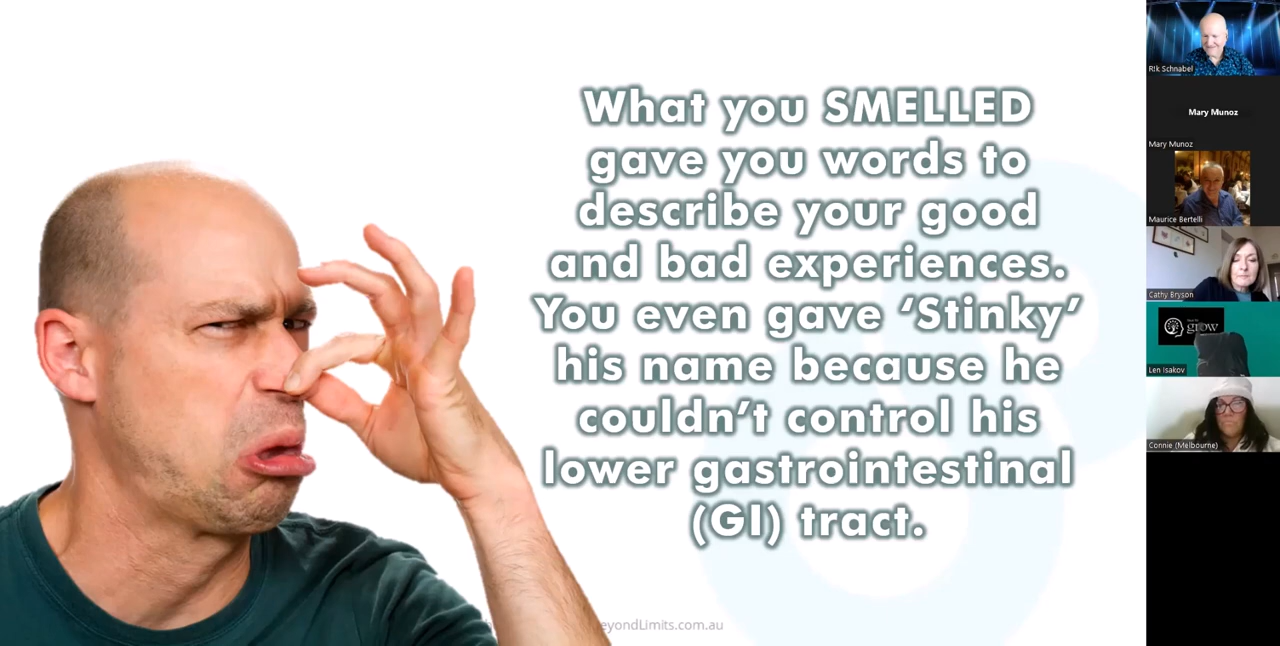 What you SMELLED
gave you words to
describe your good
and bad experiences.
You even gave ‘Stinky’
his name because he
couldn’t control his
lower gastrointestinal
(GI) tract.
eyondLimits.com.au
Rik Schnabel
Mary Munoz
Mary Munoz
Maurice Bertelli
Cathy Bryson
grow
Len Isakov
Connie (Melbourne)